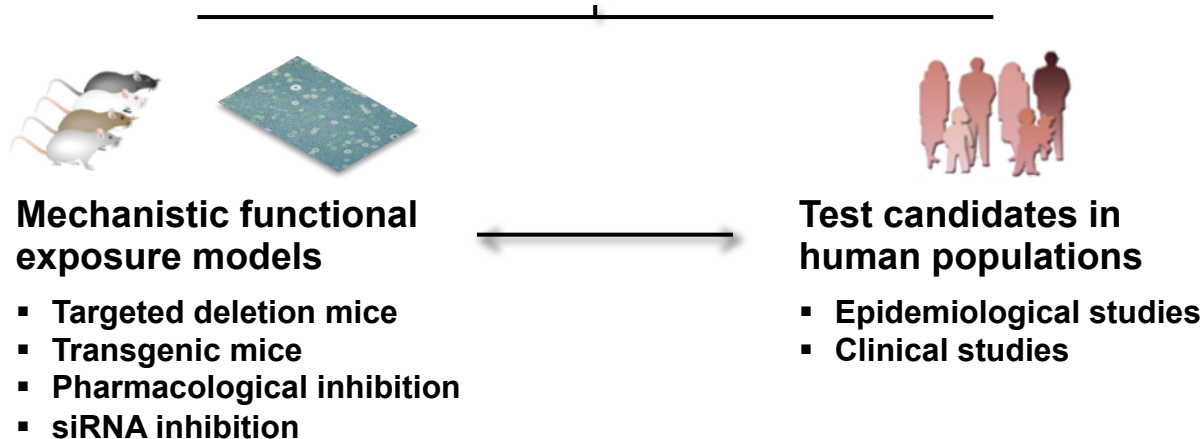 Mechanistic functional
exposure models
▪ Targeted deletion mice
▪ Transgenic mice
▪ Pharmacological inhibition
▪ siRNA inhibition
Test candidates in
human populations
▪ Epidemiological studies
▪ Clinical studies